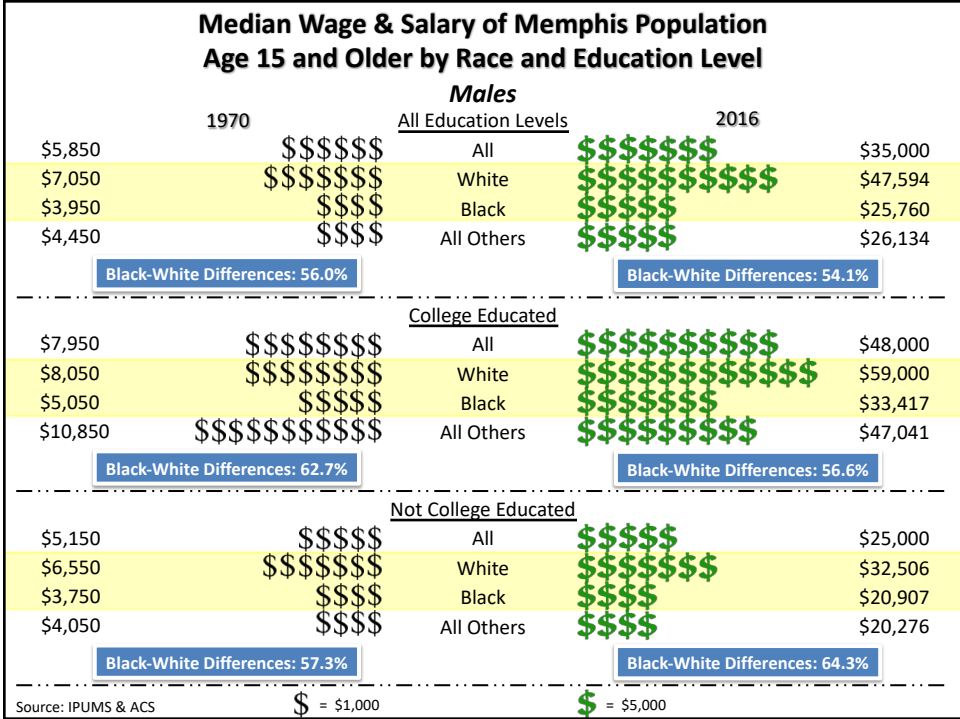 Median Wage & Salary of Memphis Population
Age 15 and Older by Race and Education Level
Males
1970 All Education Levels 2016
$5,850 $$$$$$ All $$$$$$$ $35,000
$7,050 $$$$$$$ White $$$$$$$$$$ $47,594
$3,950 $$$$ Black $$$$$ $25,760
$4,450 $$$$ All Others $$$$$ $26,134
Black-White Differences: 56.0% Black-White Differences: 54.1%
College Educated
$7,950 $$$$$$$$ All $$$$$$$$$$ $48,000
$8,050 $$$$$$$$ White $$$$$$$$$$$$ $59,000
$5,050 $$$$$ Black $$$$$$$ $33,417
$10,850 $$$$$$$$$$$ All Others $$$$$$$$$ $47,041
Black-White Differences: 62.7% Black-White Differences: 56.6%
Not College Educated
$5,150 $$$$$ All $$$$$ $25,000
$6,550 $$$$$$$ White $$$$$$$ $32,506
$3,750 $$$$ Black $$$$ $20,907
$4,050 $$$$ All Others $$$$ $20,276
Black-White Differences: 57.3% Black-White Differences: 64.3%
Source: IPUMS & ACS $ = $1,000 $ = $5,000